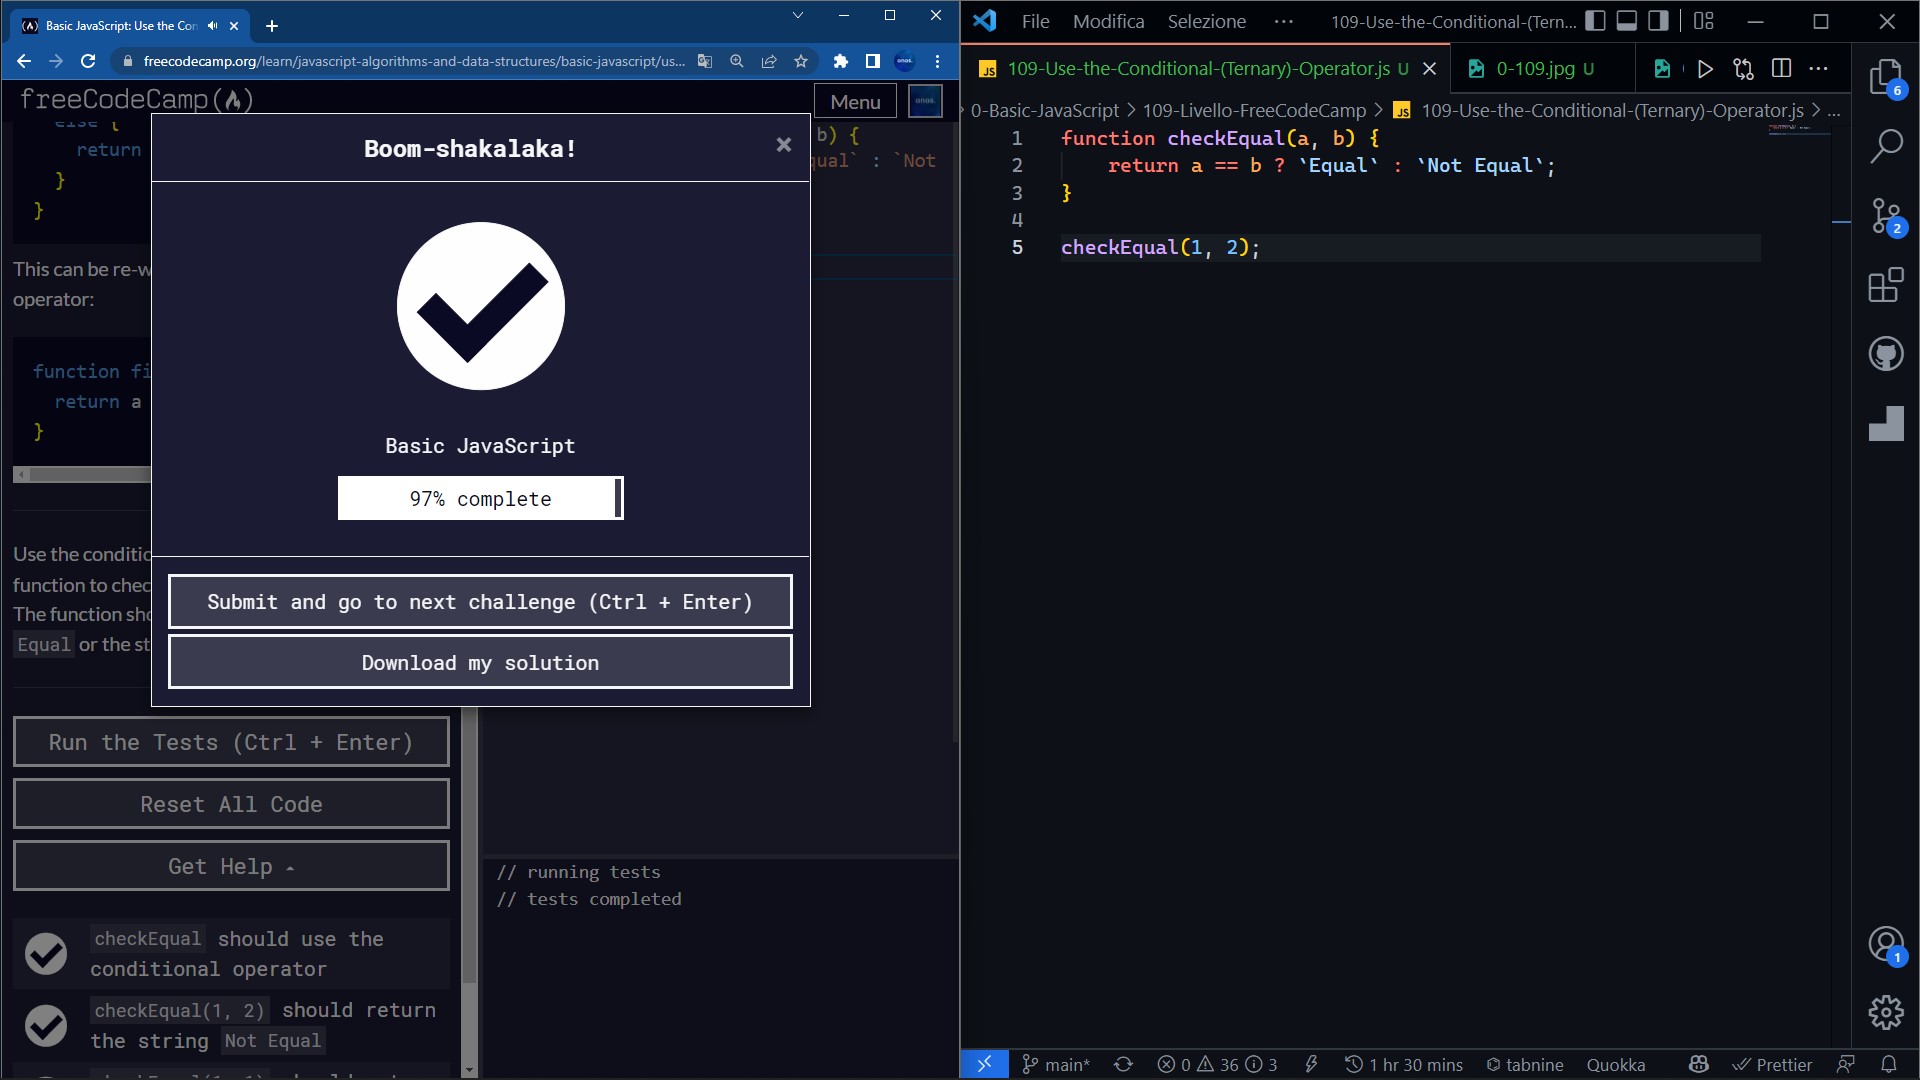 Basic JavaScript: Use the Con
freecodecamp.org/learn/javascript-algorithms-and-data-structures/basic-javascript/us...
freeCodeCamp
Menu
onos.
else {
return
}
}
This can be re-w
operator:
function fi
return a
}
Use the conditio
function to chec
The function sho
Equal or the st
Run the Tests (Ctrl + Enter)
Reset All Code
Get Help
checkEqual should use the
conditional operator
checkEqual(1, 2) should return
the string Not Equal
b) {
qual` : `Not
Boom-shakalaka!
×
Basic JavaScript
97% complete
Submit and go to next challenge (Ctrl + Enter)
Download my solution
// running tests
// tests completed
File Modifica Selezione ··· 109-Use-the-Conditional-(Tern...
JS 109-Use-the-Conditional-(Ternary)-Operator.js U
0-109.jpg U
0-Basic-JavaScript > 109-Livello-FreeCodeCamp > JS 109-Use-the-Conditional-(Ternary)-Operator.js > ...
1 function checkEqual(a, b) {
2 return a == b ? `Equal` : `Not Equal`;
3 }
4
5 checkEqual(1, 2);
6
2
1
main* 0 36 3 1 hr 30 mins tabnine Quokka Prettier